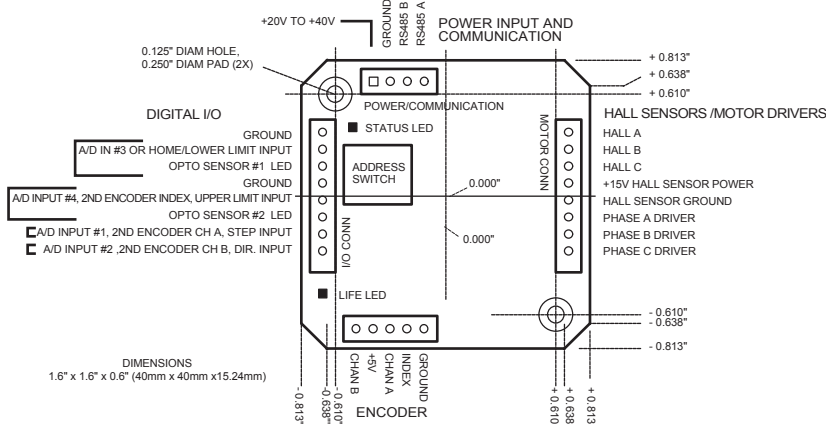 +20V TO +40V
GROUND
RS485 B
RS485 A
POWER INPUT AND
COMMUNICATION
0.125" DIAM HOLE,
0.250" DIAM PAD (2X)
+ 0.813"
+ 0.638"
+ 0.610"
POWER/COMMUNICATION
DIGITAL I/O
HALL SENSORS /MOTOR DRIVERS
STATUS LED
MOTOR CONN
GROUND
A/D IN #3 OR HOME/LOWER LIMIT INPUT
OPTO SENSOR #1 LED
GROUND
A/D INPUT #4, 2ND ENCODER INDEX, UPPER LIMIT INPUT
OPTO SENSOR #2 LED
A/D INPUT #1, 2ND ENCODER CH A, STEP INPUT
A/D INPUT #2 ,2ND ENCODER CH B, DIR. INPUT
ADDRESS
SWITCH
0.000"
0.000"
I/O CONN
HALL A
HALL B
HALL C
+15V HALL SENSOR POWER
HALL SENSOR GROUND
PHASE A DRIVER
PHASE B DRIVER
PHASE C DRIVER
LIFE LED
- 0.610"
- 0.638"
- 0.813"
CHAN B
+5V
CHAN A
INDEX
GROUND
ENCODER
DIMENSIONS
1.6" x 1.6" x 0.6" (40mm x 40mm x15.24mm)
- 0.813"
-0.638"
- 0.610"
+ 0.610
+ 0.638
+ 0.813